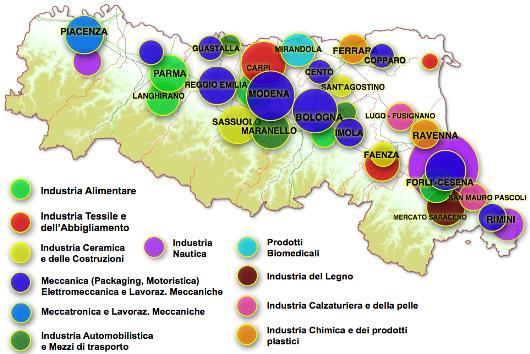 PIACENZA
GUASTALLA
MIRANDOLA
FERRARA
COPPARO
PARMA
CARPI
CENTO
LANGHIRANO
REGGIO EMILIA
SANT'AGOSTINO
MODENA
SASSUOLO
BOLOGNA
LUGO - FUSIGNANO
MARANELLO
IMOLA
RAVENNA
FAENZA
FORLI-CESENA
SAN MAURO PASCOLI
MERCATO SARACENO
RIMINI
Industria Alimentare
Industria Tessile e
dell'Abbigliamento
Industria Ceramica
e delle Costruzioni
Meccanica (Packaging, Motoristica)
Elettromeccanica e Lavoraz. Meccaniche
Meccatronica e Lavoraz. Meccaniche
Industria Automobilistica
e Mezzi di trasporto
Industria
Nautica
Prodotti
Biomedicali
Industria del Legno
Industria Calzaturiera e della pelle
Industria Chimica e dei prodotti
plastici